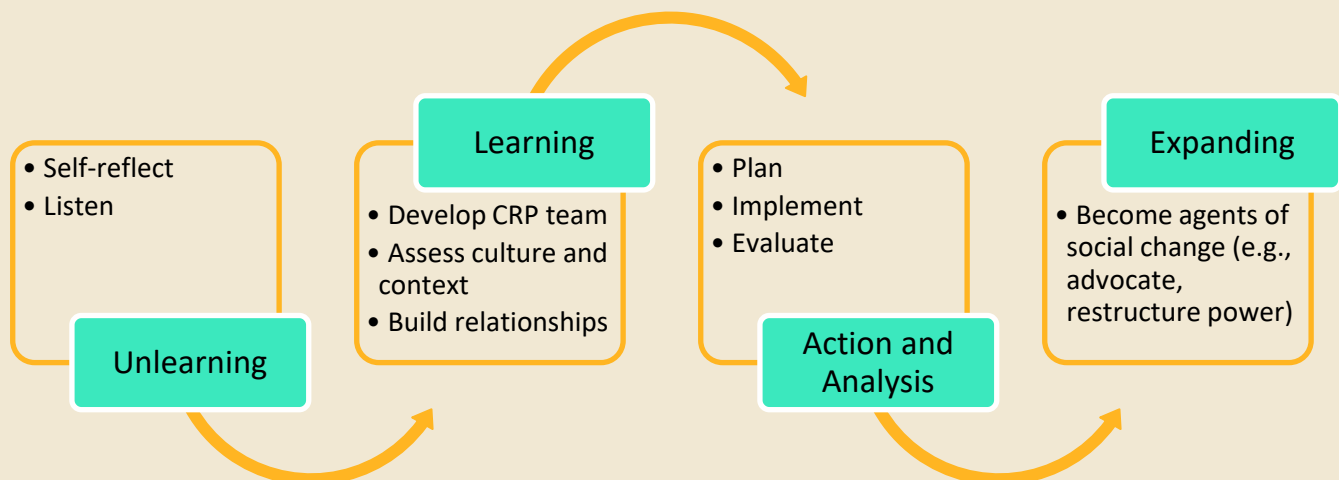 • Self-reflect
• Listen
Unlearning
Learning
• Develop CRP team
• Assess culture and
context
• Build relationships
• Plan
• Implement
• Evaluate
Action and
Analysis
Expanding
• Become agents of
social change (e.g.,
advocate,
restructure power)